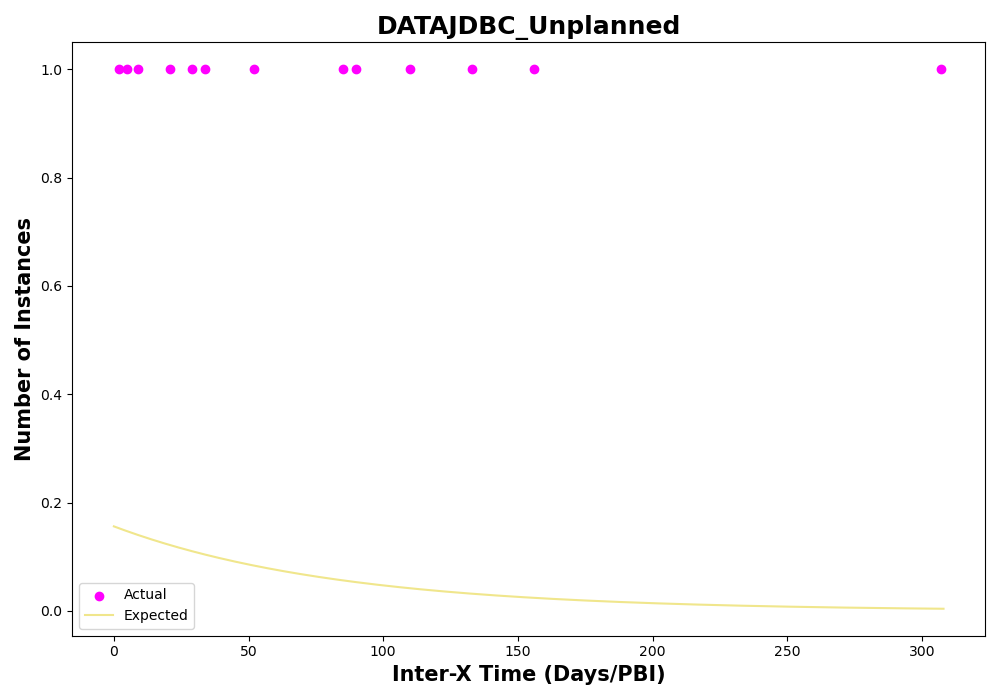 DATAJDBC_Unplanned
Number of Instances
1.0
0.8
0.6
0.4
0.2
0.0
Actual
Expected
0 50 100 150 200 250 300
Inter-X Time (Days/PBI)